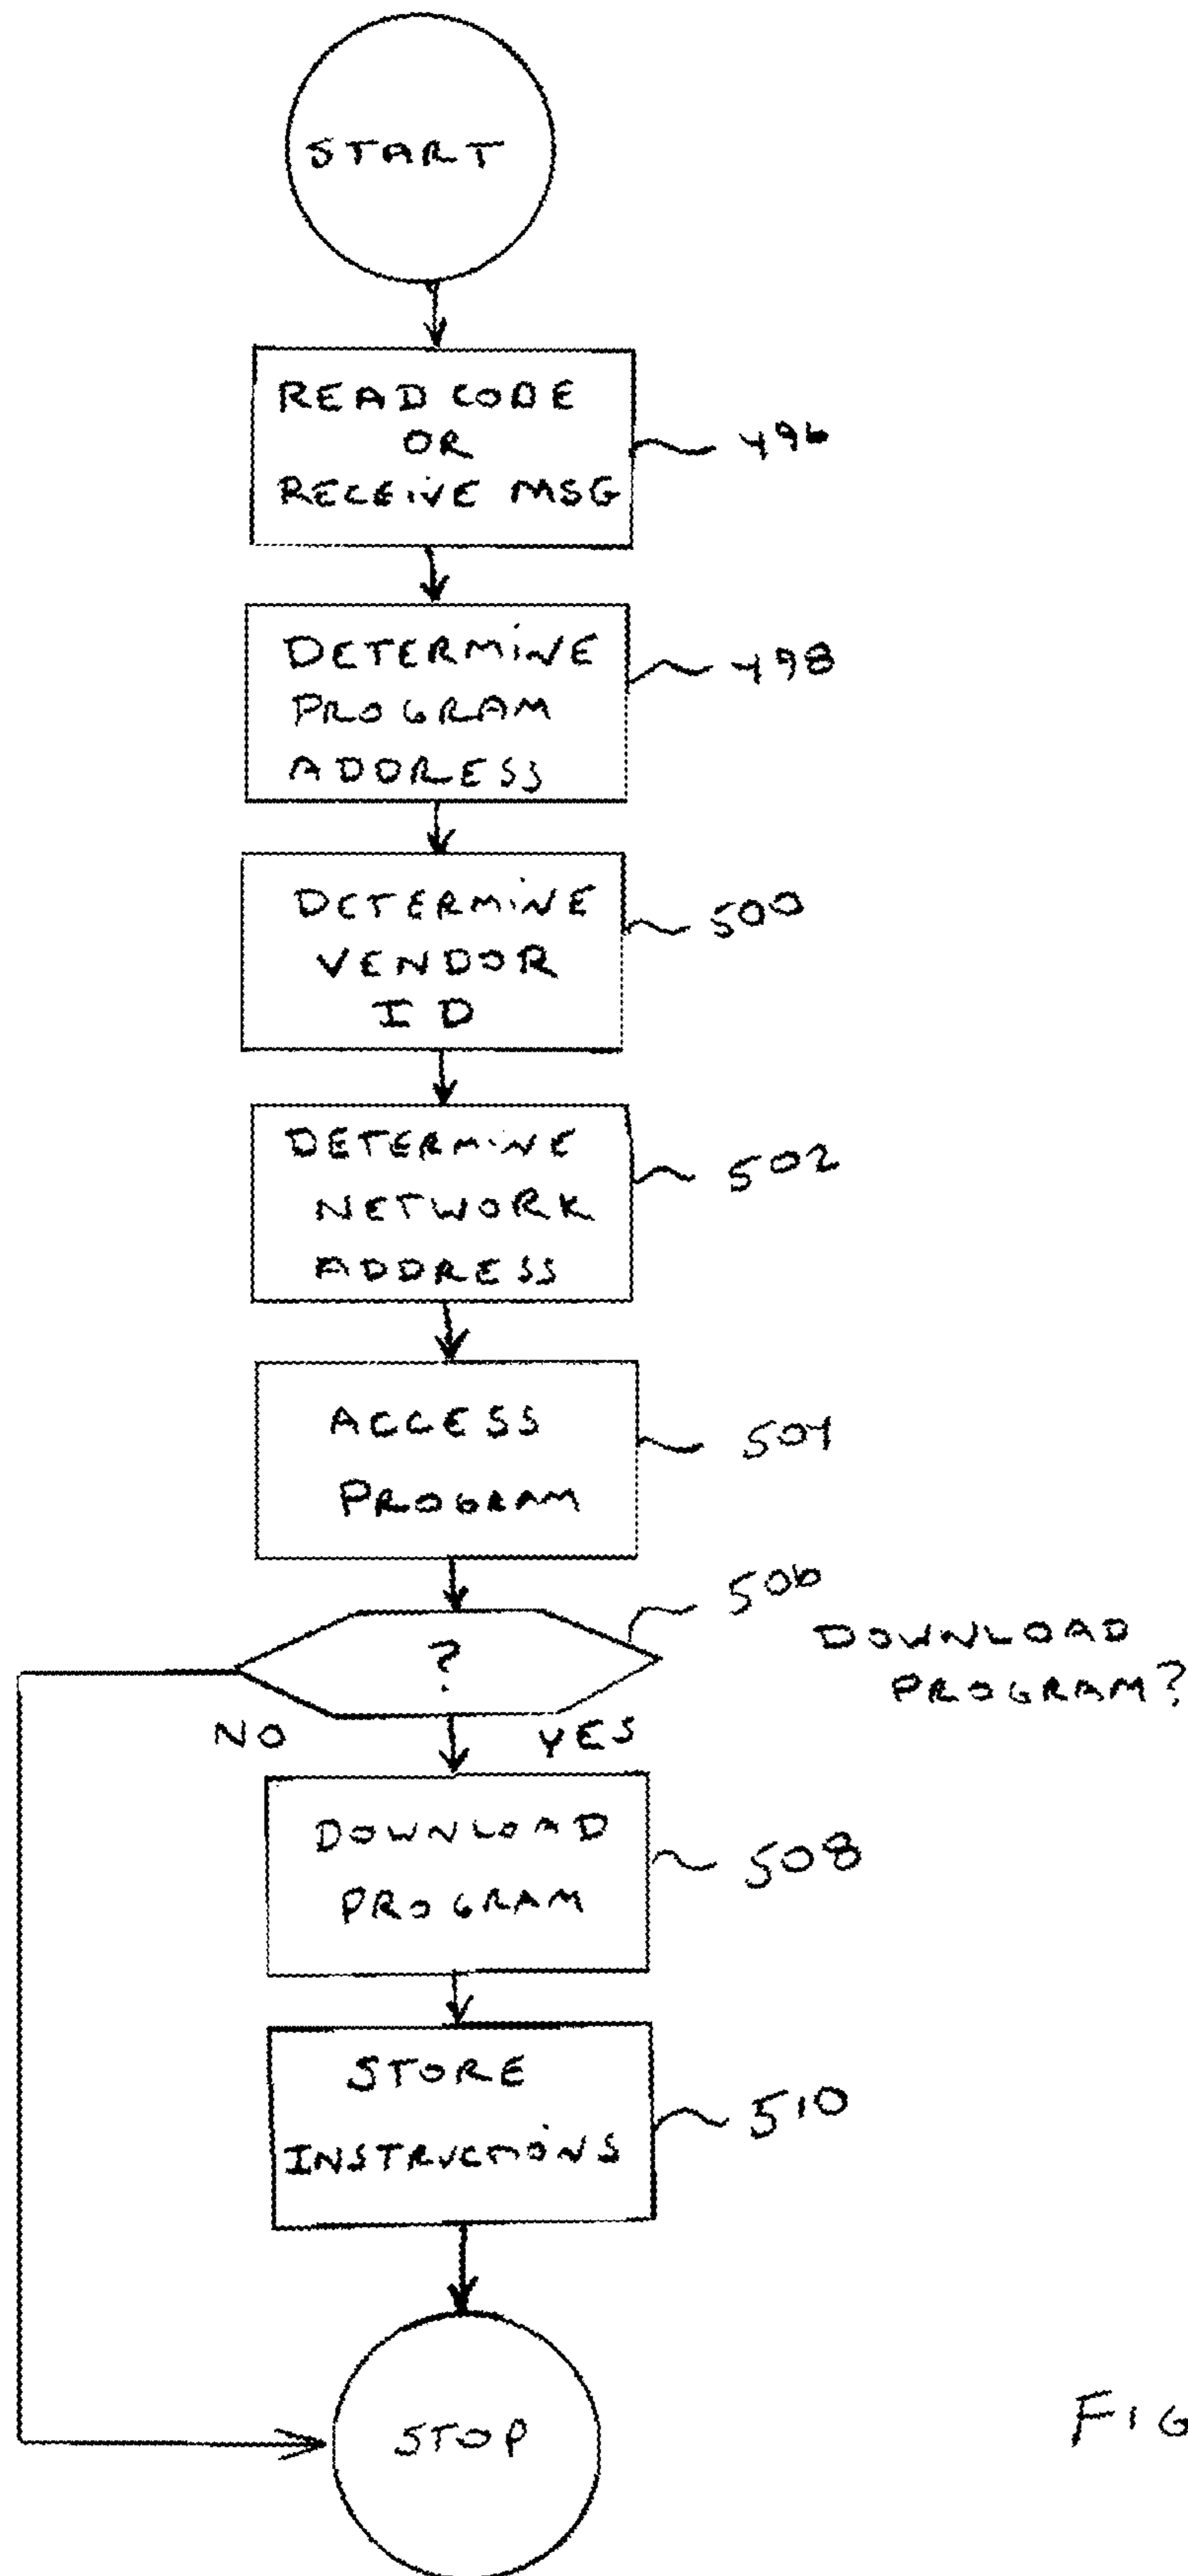 START
READ CODE
OR
RECEIVE MSG
496
DETERMINE
PROGRAM
ADDRESS
498
DETERMINE
VENDOR
ID
500
DETERMINE
NETWORK
ADDRESS
502
ACCESS
PROGRAM
504
?
506
DOWNLOAD
PROGRAM?
NO
YES
DOWNLOAD
PROGRAM
508
STORE
INSTRUCTIONS
510
STOP
FIG